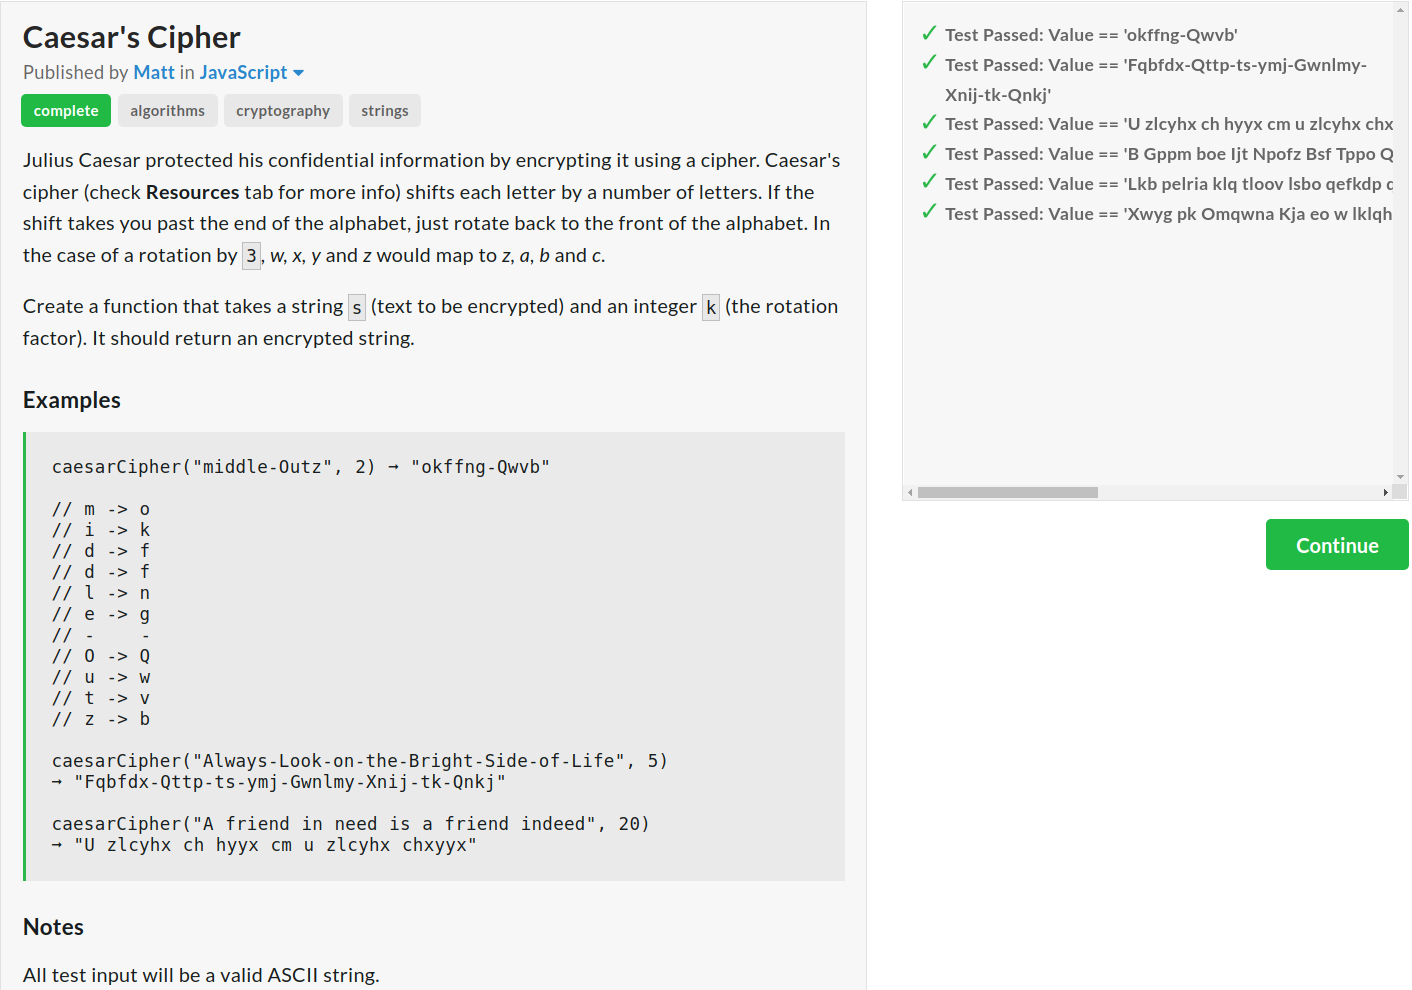 Caesar's Cipher
Published by Matt in JavaScript
complete algorithms cryptography strings
Julius Caesar protected his confidential information by encrypting it using a cipher. Caesar's
cipher (check Resources tab for more info) shifts each letter by a number of letters. If the
shift takes you past the end of the alphabet, just rotate back to the front of the alphabet. In
the case of a rotation by 3, w, x, y and z would map to z, a, b and c.
Create a function that takes a string s (text to be encrypted) and an integer k (the rotation
factor). It should return an encrypted string.
Examples
caesarCipher("middle-Outz", 2) ➞ "okffng-Qwvb"
// m -> o
// i -> k
// d -> f
// d -> f
// l -> n
// e -> g
// -    -
// O -> Q
// u -> w
// t -> v
// z -> b
caesarCipher("Always-Look-on-the-Bright-Side-of-Life", 5)
➞ "Fqbfdx-Qttp-ts-ymj-Gwnlmy-Xnij-tk-Qnkj"
caesarCipher("A friend in need is a friend indeed", 20)
➞ "U zlcyhx ch hyyx cm u zlcyhx chxyyx"
Notes
All test input will be a valid ASCII string.
✓ Test Passed: Value == 'okffng-Qwvb'
✓ Test Passed: Value == 'Fqbfdx-Qttp-ts-ymj-Gwnlmy-
Xnij-tk-Qnkj'
✓ Test Passed: Value == 'U zlcyhx ch hyyx cm u zlcyhx chx
✓ Test Passed: Value == 'B Gppm boe Ijt Npofz Bsf Tppo Q
✓ Test Passed: Value == 'Lkb pelria klq tloov lsbo qefkdp
✓ Test Passed: Value == 'Xwyg pk Omqwna Kja eo w lklqh
Continue